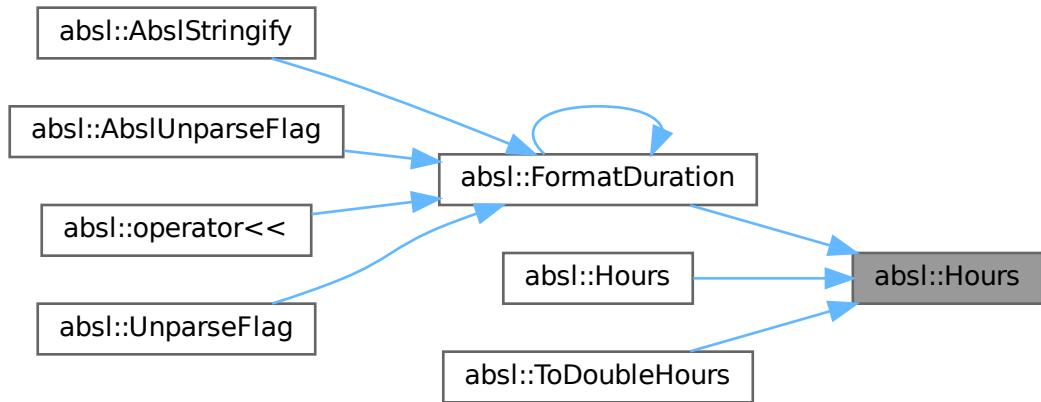 absl::AbslStringify
absl::AbslUnparseFlag
absl::FormatDuration
absl::operator<<
absl::Hours
absl::Hours
absl::UnparseFlag
absl::ToDoubleHours